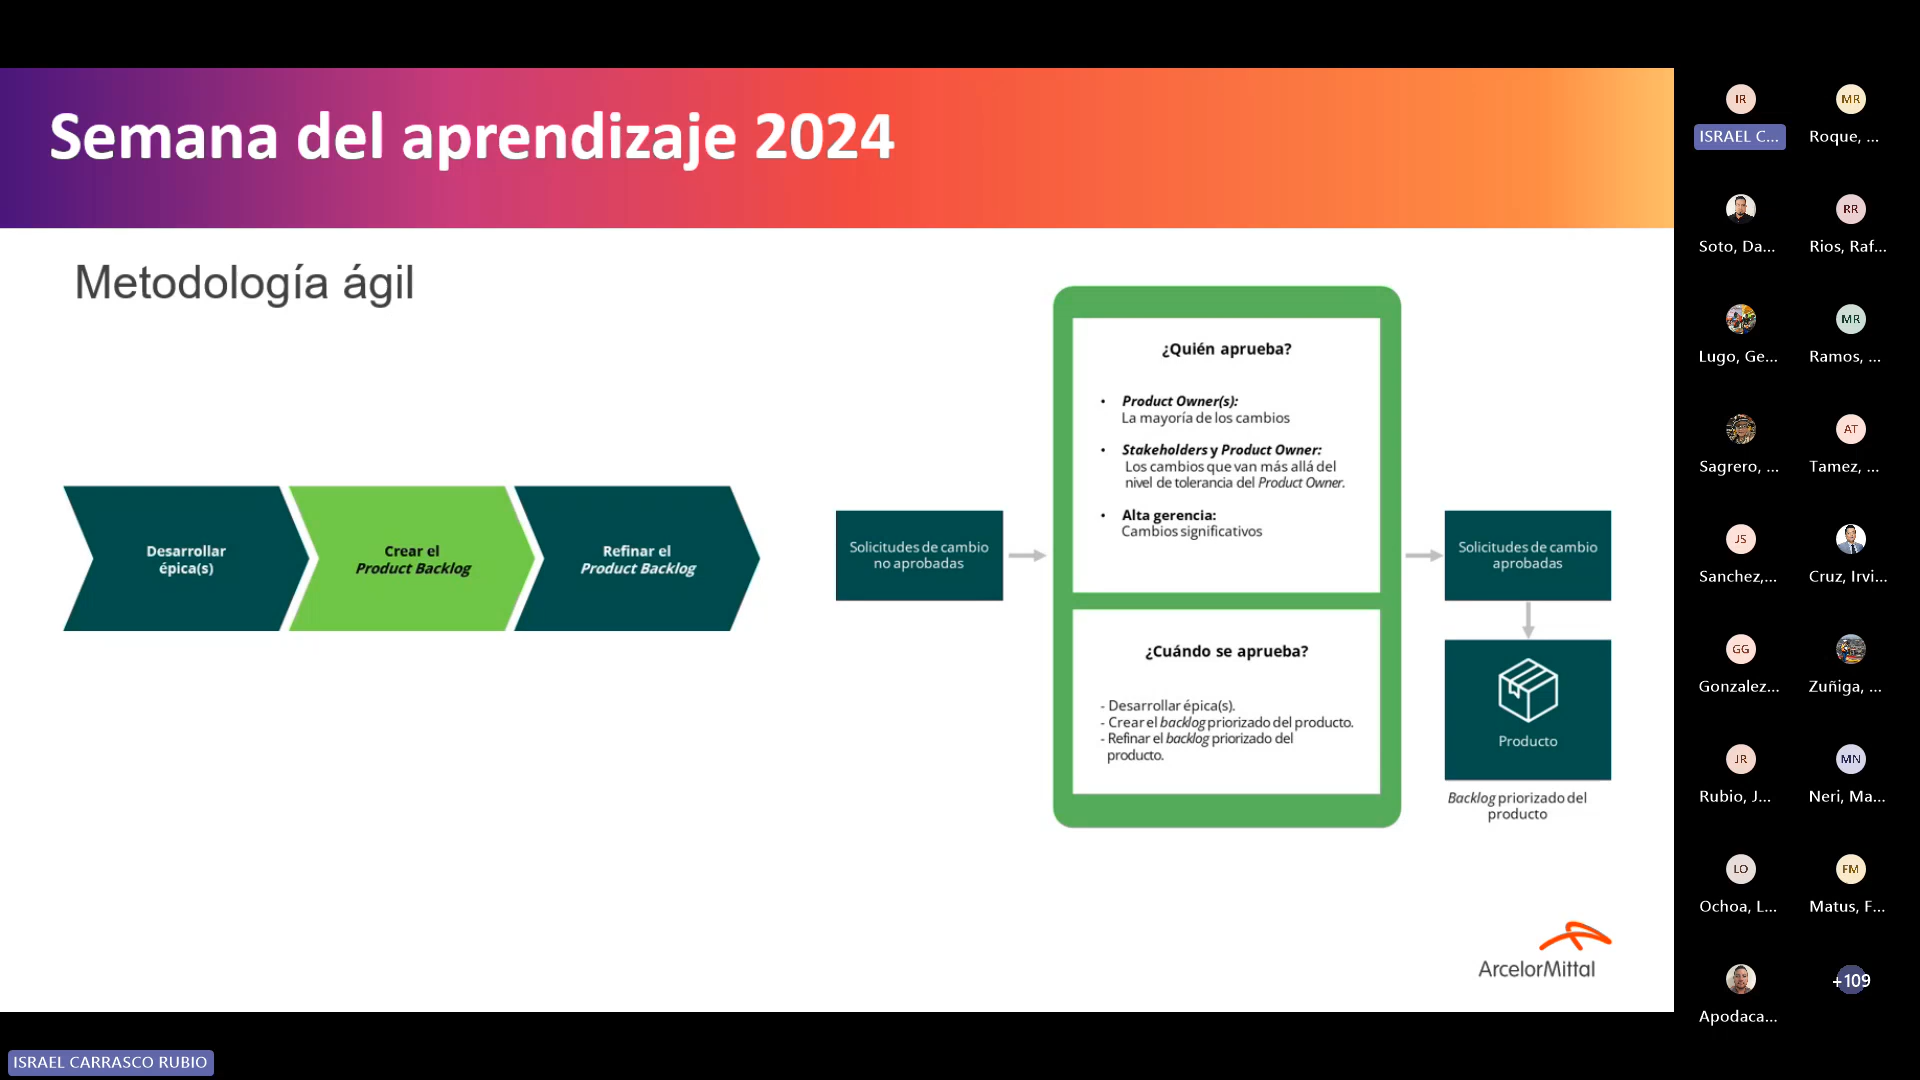 Semana del aprendizaje 2024
Metodología ágil
Desarrollar
épica(s)
Crear el
Product Backlog
Refinar el
Product Backlog
Solicitudes de cambio
no aprobadas
¿Quién aprueba?
• Product Owner(s):
La mayoría de los cambios
• Stakeholders y Product Owner:
Los cambios que van más allá del
nivel de tolerancia del Product Owner.
• Alta gerencia:
Cambios significativos
¿Cuándo se aprueba?
- Desarrollar épica(s).
- Crear el backlog priorizado del producto.
- Refinar el backlog priorizado del
producto.
Solicitudes de cambio
aprobadas
Producto
Backlog priorizado del
producto
ArcelorMittal
IR
MR
ISRAEL C...
Roque, ...
RR
Soto, Da...
Rios, Raf...
MR
Lugo, Ge...
Ramos, ...
AT
Sagrero, ...
Tamez, ...
JS
Sanchez,...
Cruz, Irvi...
GG
Gonzalez...
Zuñiga, ...
JR
MN
Rubio, J...
Neri, Ma...
LO
FM
Ochoa, L...
Matus, F...
+109
Apodaca...
ISRAEL CARRASCO RUBIO